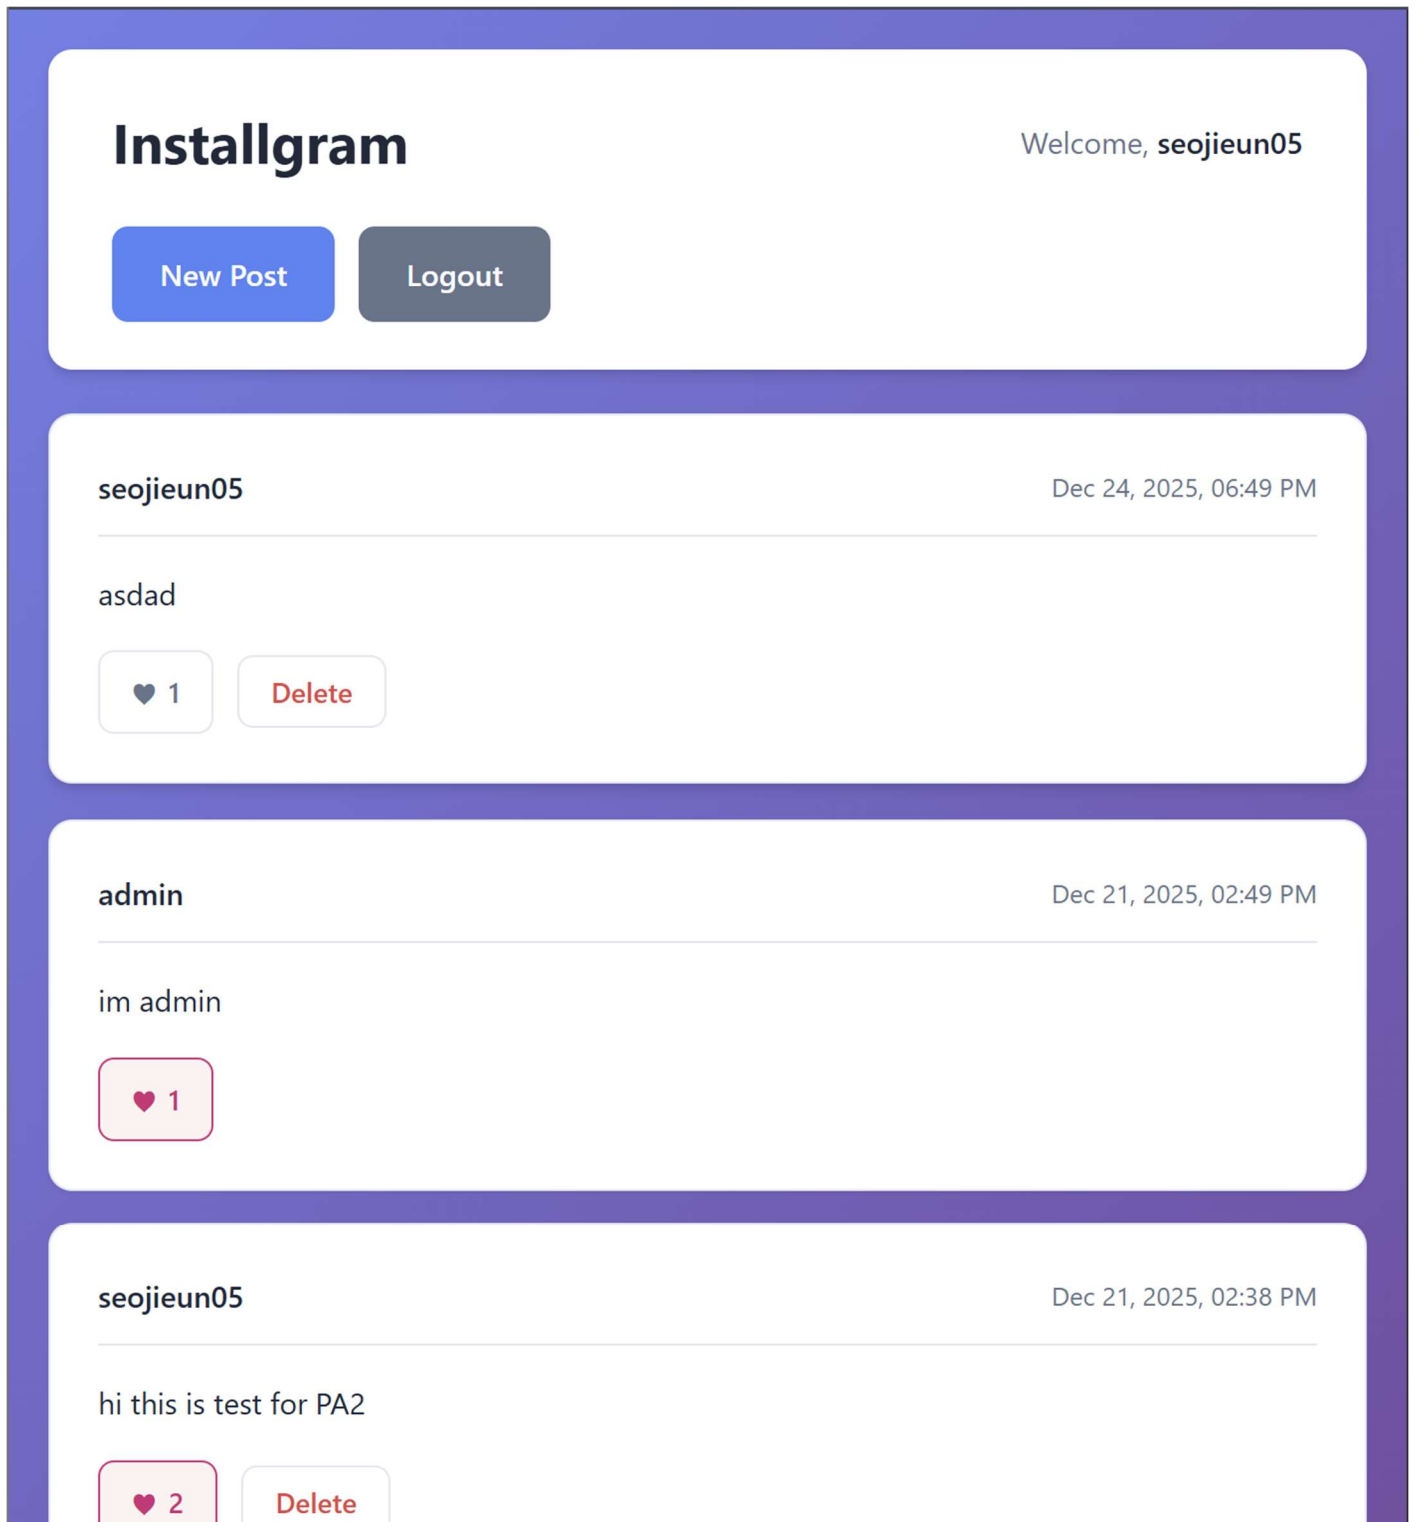 Installgram
Welcome, seojieun05
New Post
Logout
seojieun05
Dec 24, 2025, 06:49 PM
asdad
1
Delete
admin
Dec 21, 2025, 02:49 PM
im admin
1
seojieun05
Dec 21, 2025, 02:38 PM
hi this is test for PA2
2
Delete